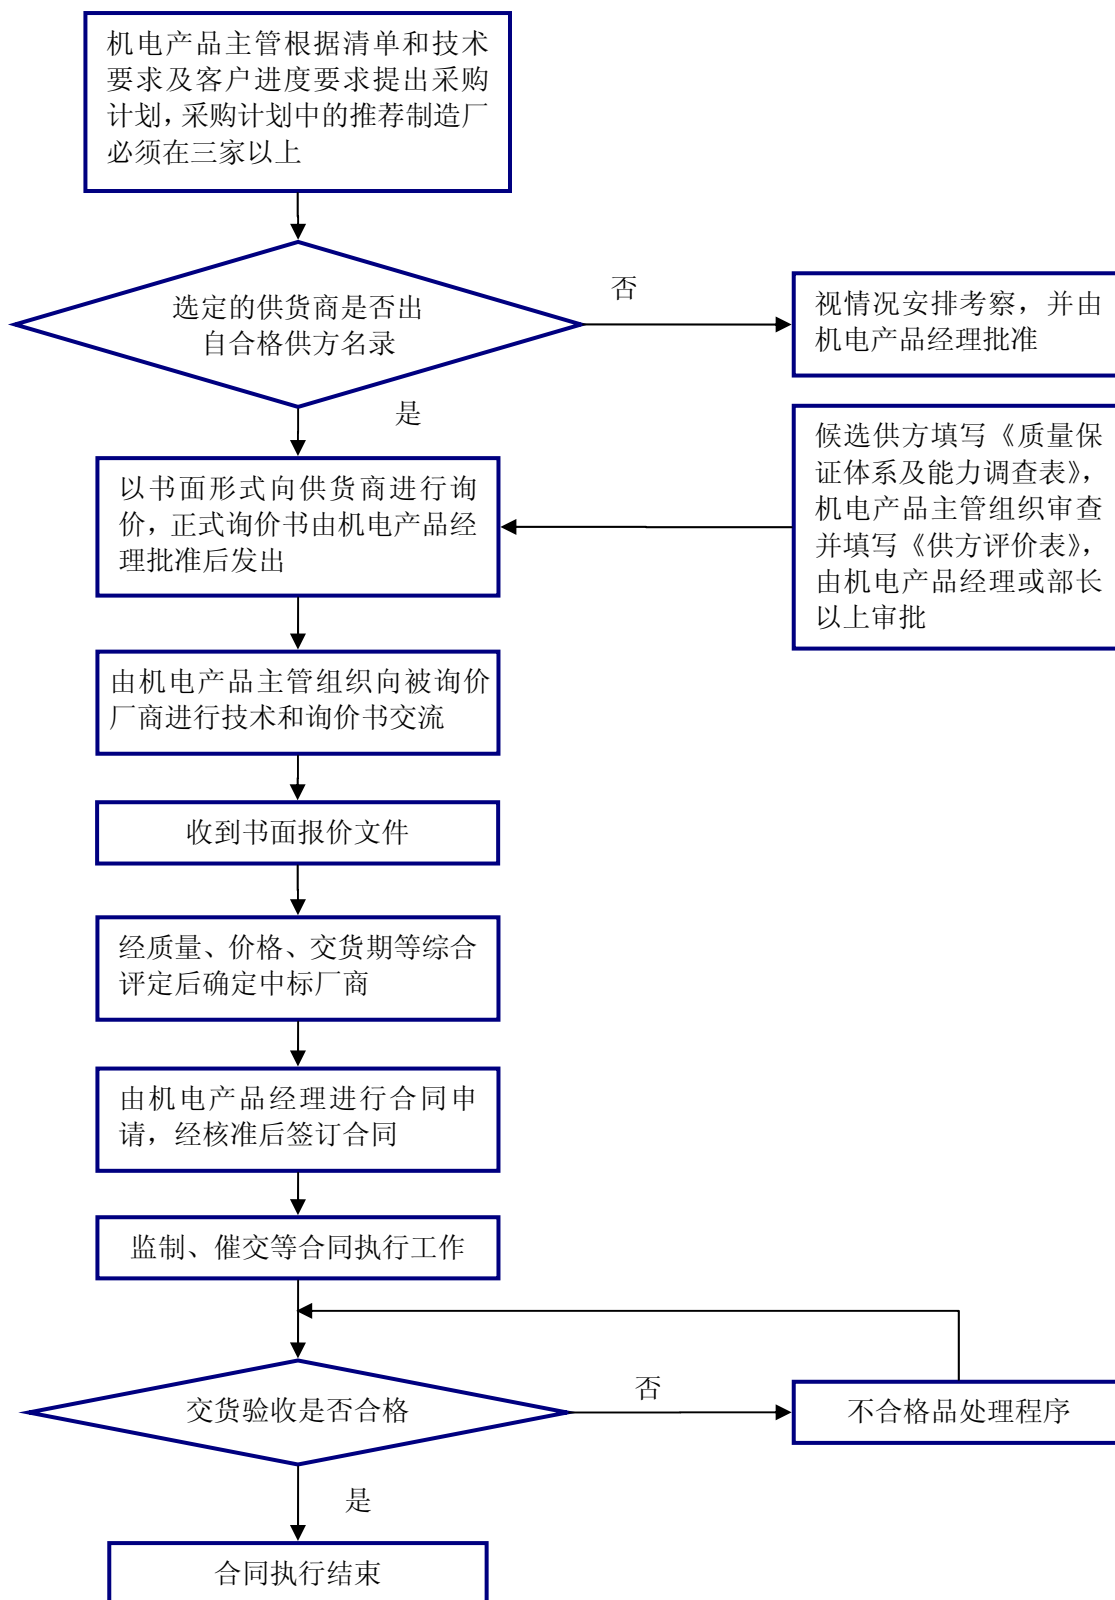 机电产品主管根据清单和技术
要求及客户进度要求提出采购
计划，采购计划中的推荐制造厂
必须在三家以上
选定的供货商是否出
自合格供方名录
否
视情况安排考察，并由
机电产品经理批准
是
候选供方填写《质量保
证体系及能力调查表》，
机电产品主管组织审查
并填写《供方评价表》，
由机电产品经理或部长
以上审批
以书面形式向供货商进行询
价，正式询价书由机电产品经
理批准后发出
由机电产品主管组织向被询价
厂商进行技术和询价书交流
收到书面报价文件
经质量、价格、交货期等综合
评定后确定中标厂商
由机电产品经理进行合同申
请，经核准后签订合同
监制、催交等合同执行工作
交货验收是否合格
否
不合格品处理程序
是
合同执行结束